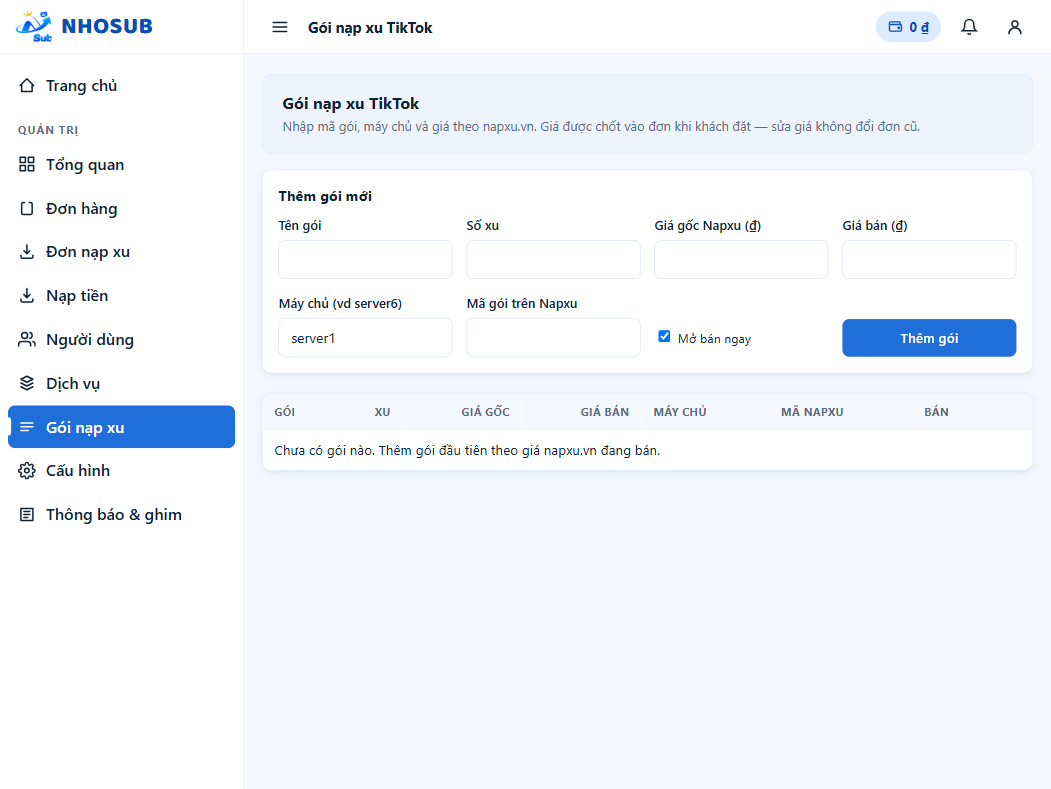 Sub
NHOSUB
Gói nạp xu TikTok
0 ₫
Trang chủ
QUẢN TRỊ
Tổng quan
Đơn hàng
Đơn nạp xu
Nạp tiền
Người dùng
Dịch vụ
Gói nạp xu
Cấu hình
Thông báo & ghim
Gói nạp xu TikTok
Nhập mã gói, máy chủ và giá theo napxu.vn. Giá được chốt vào đơn khi khách đặt — sửa giá không đổi đơn cũ.
Thêm gói mới
Tên gói
Số xu
Giá gốc Napxu (₫)
Giá bán (₫)
Máy chủ (vd server6)
Mã gói trên Napxu
server1
Mở bán ngay
Thêm gói
GÓI XU GIÁ GỐC GIÁ BÁN MÁY CHỦ MÃ NAPXU BÁN
Chưa có gói nào. Thêm gói đầu tiên theo giá napxu.vn đang bán.